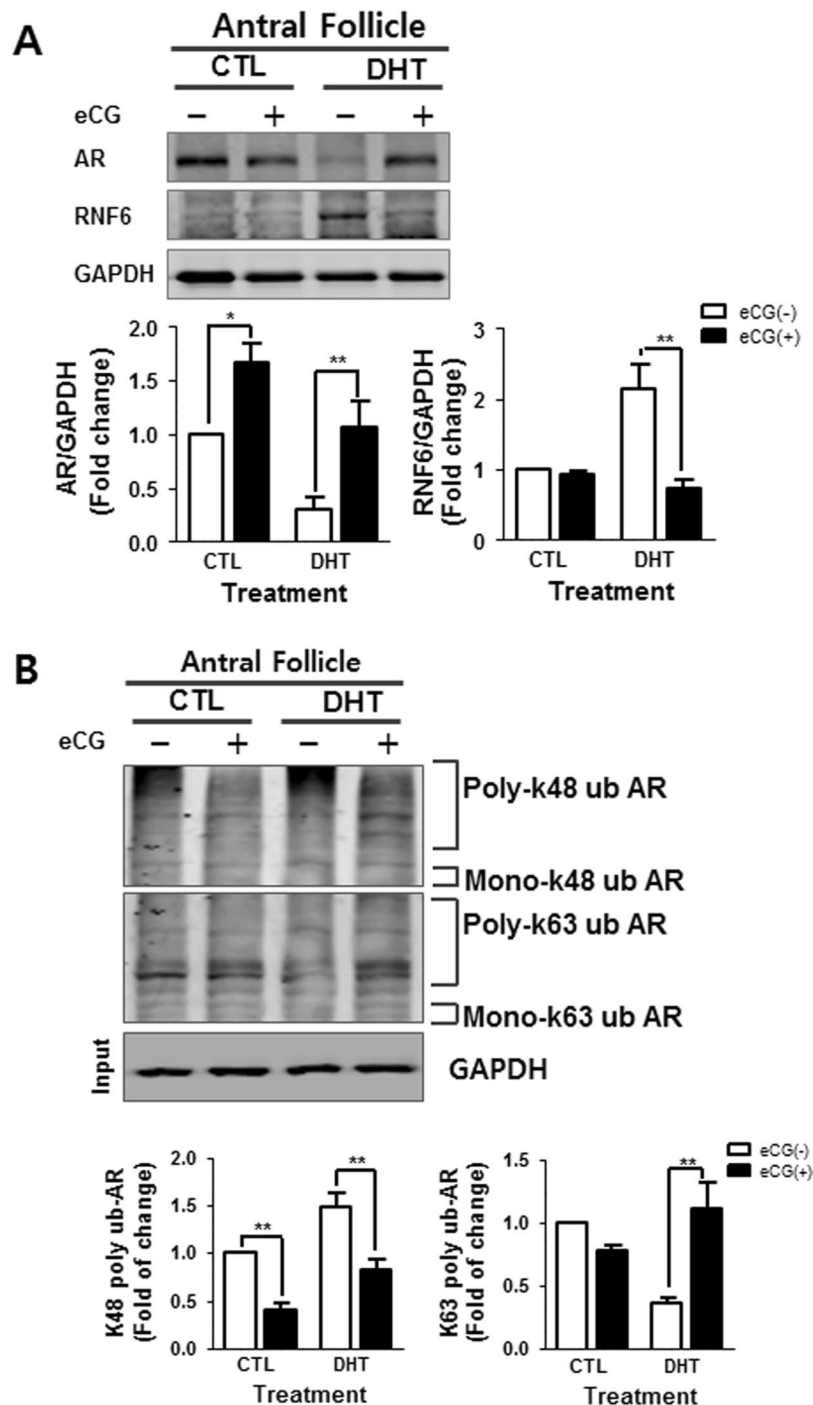 A
Antral Follicle
CTL DHT
eCG − + − +
AR
RNF6
GAPDH
eCG(-)
eCG(+)
AR/GAPDH
(Fold change)
2.0
1.5
1.0
0.5
0.0
*
**
CTL DHT
Treatment
RNF6/GAPDH
(Fold change)
3
2
1
0
**
CTL DHT
Treatment
B
Antral Follicle
CTL DHT
eCG − + − +
Poly-k48 ub AR
Mono-k48 ub AR
Poly-k63 ub AR
Mono-k63 ub AR
Input
GAPDH
K48 poly ub-AR
(Fold of change)
2.0
1.5
1.0
0.5
0.0
**
**
CTL DHT
Treatment
K63 poly ub-AR
(Fold of change)
1.5
1.0
0.5
0.0
**
eCG(-)
eCG(+)
CTL DHT
Treatment